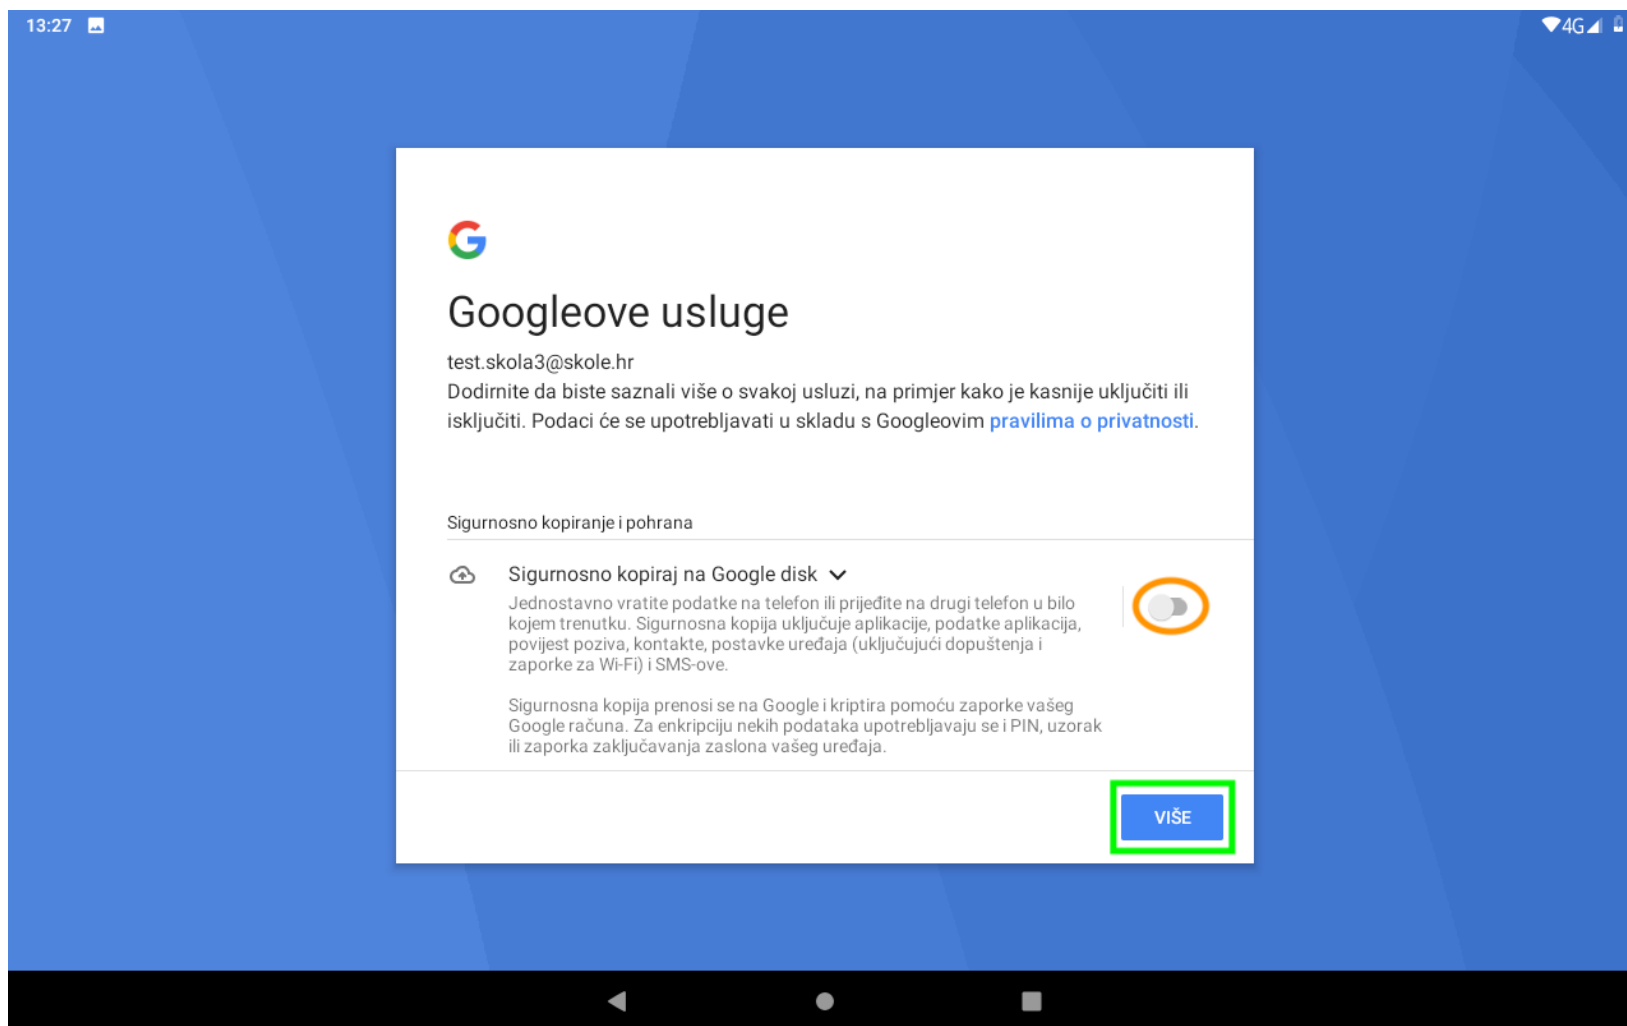 13:27
4G
Googleove usluge
test.skola3@skole.hr
Dodirnite da biste saznali više o svakoj usluzi, na primjer kako je kasnije uključiti ili
isključiti. Podaci će se upotrebljavati u skladu s Googleovim pravilima o privatnosti.
Sigurnosno kopiranje i pohrana
Sigurnosno kopiraj na Google disk
Jednostavno vratite podatke na telefon ili prijeđite na drugi telefon u bilo
kojem trenutku. Sigurnosna kopija uključuje aplikacije, podatke aplikacija,
povijest poziva, kontakte, postavke uređaja (uključujući dopuštenja i
zaporke za Wi-Fi) i SMS-ove.
Sigurnosna kopija prenosi se na Google i kriptira pomoću zaporke vašeg
Google računa. Za enkripciju nekih podataka upotrebljavaju se i PIN, uzorak
ili zaporka zaključavanja zaslona vašeg uređaja.
VIŠE